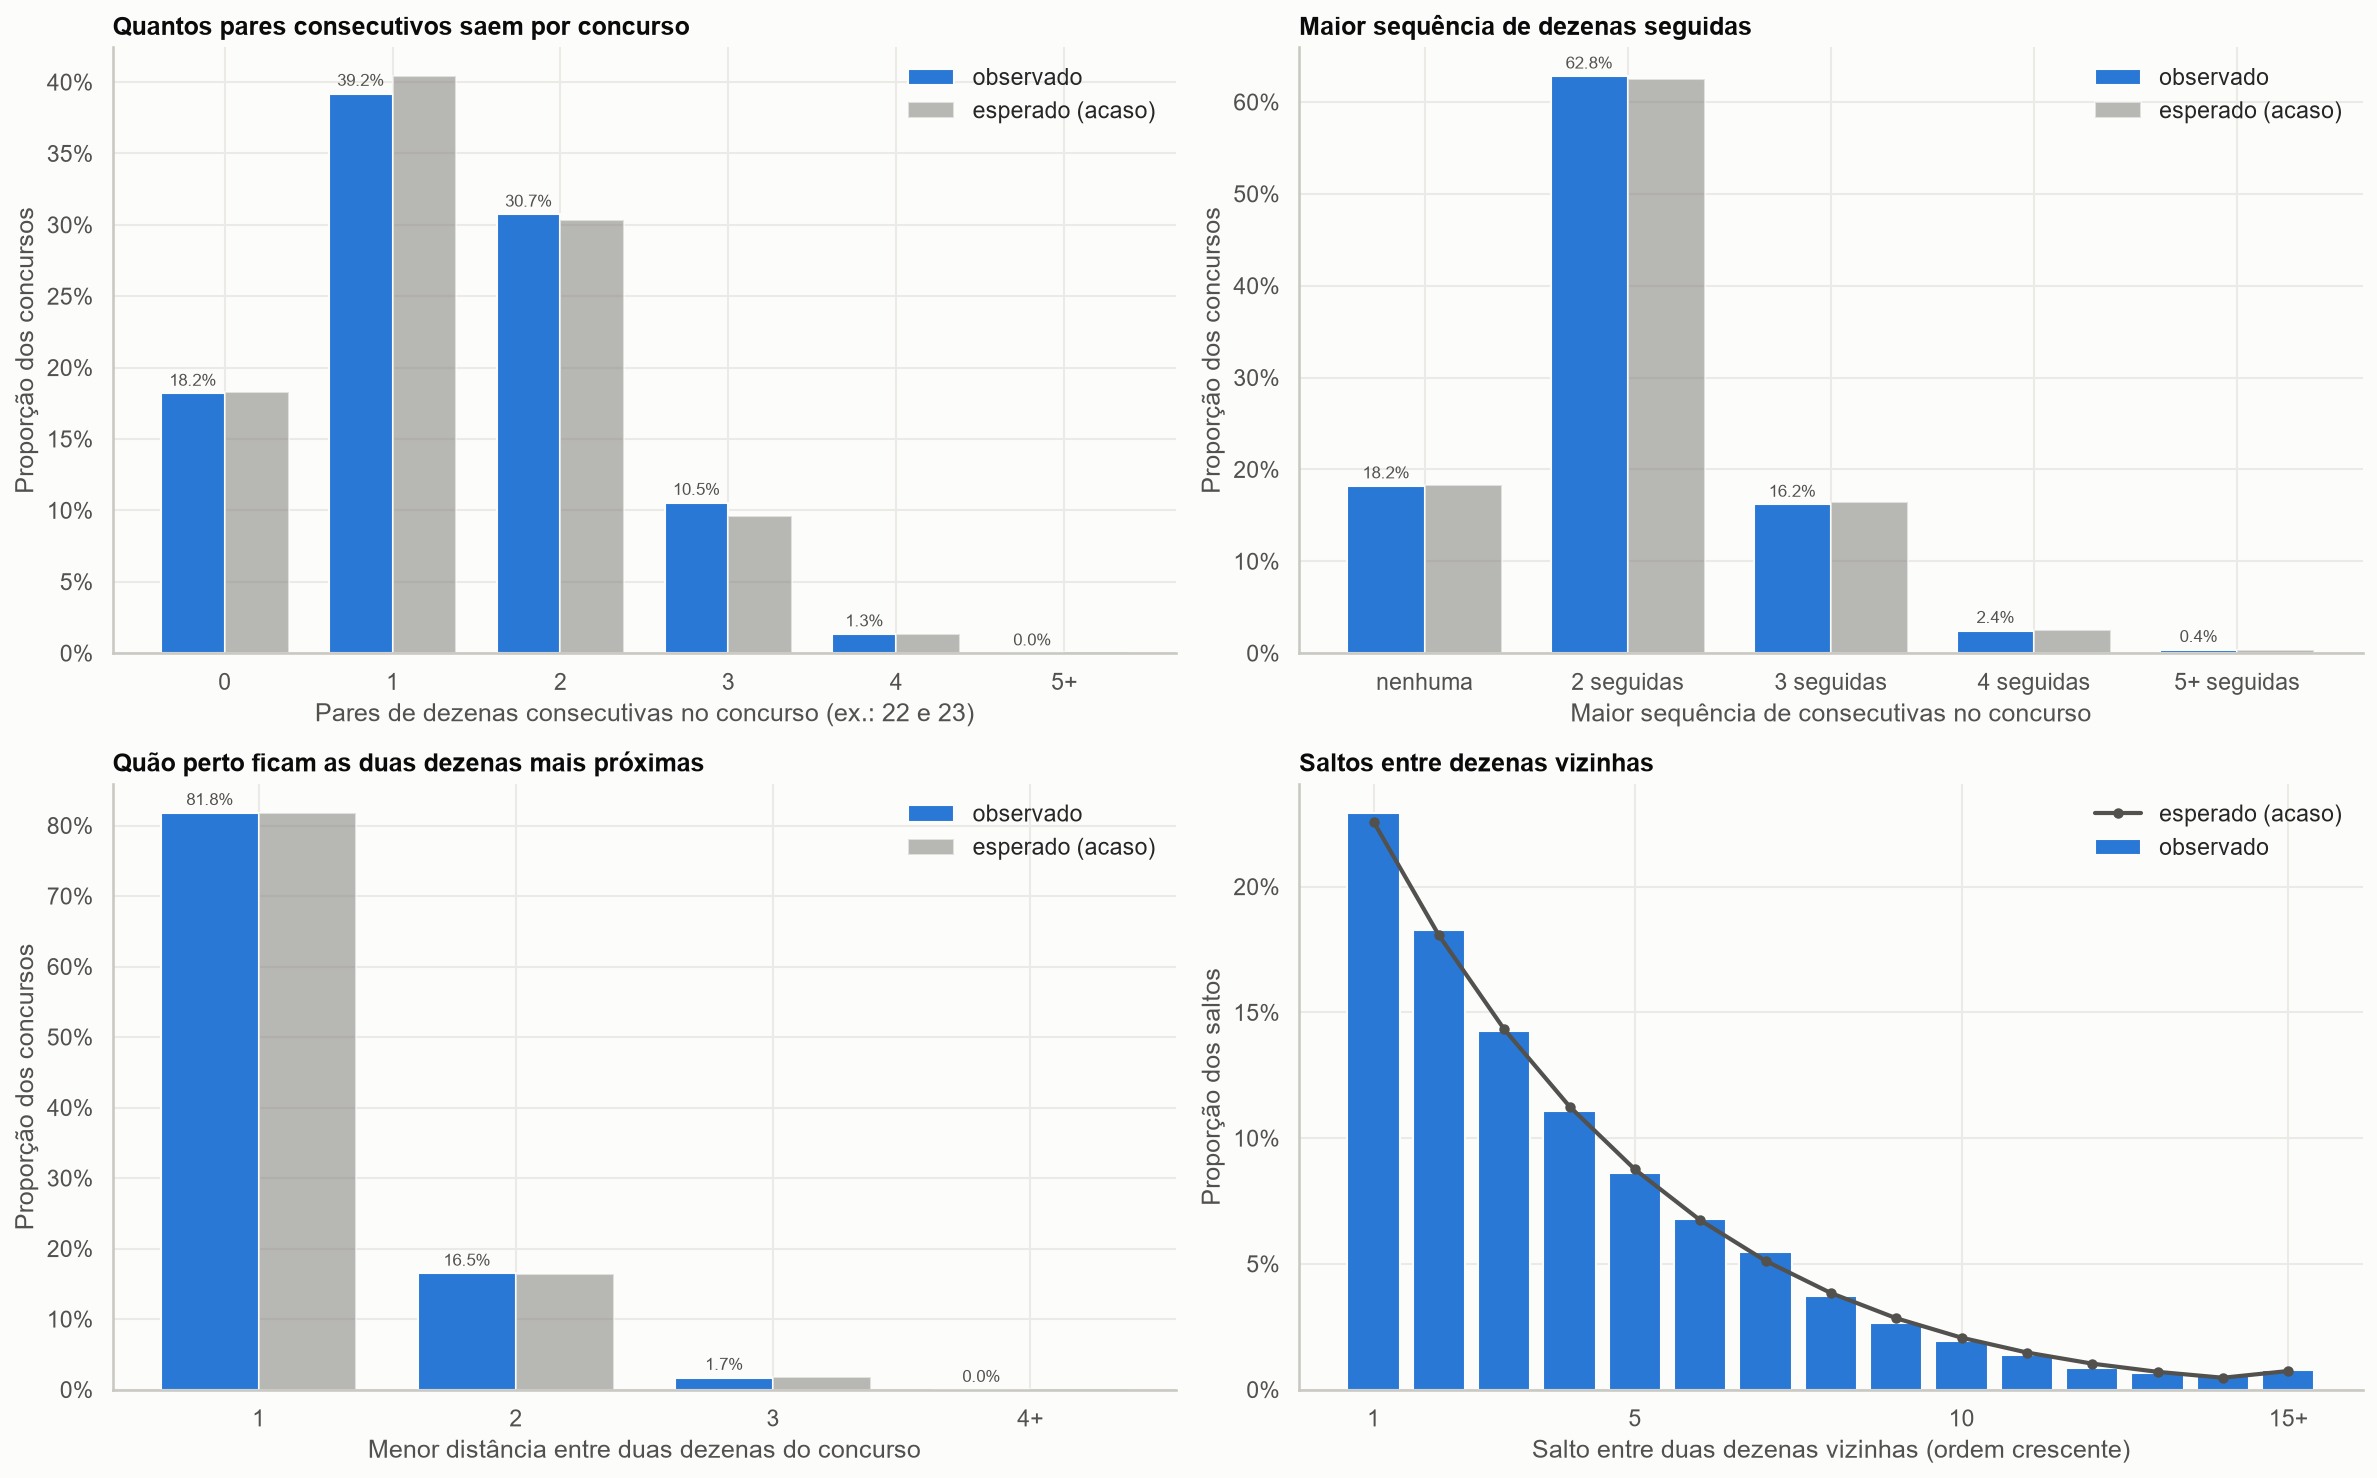 Quantos pares consecutivos saem por concurso
40%
35%
30%
25%
20%
15%
10%
5%
0%
Proporção dos concursos
18.2%
39.2%
30.7%
10.5%
1.3%
0.0%
observado
esperado (acaso)
0
1
2
3
4
5+
Pares de dezenas consecutivas no concurso (ex.: 22 e 23)
Maior sequência de dezenas seguidas
60%
50%
40%
30%
20%
10%
0%
Proporção dos concursos
18.2%
62.8%
16.2%
2.4%
0.4%
observado
esperado (acaso)
nenhuma
2 seguidas
3 seguidas
4 seguidas
5+ seguidas
Maior sequência de consecutivas no concurso
Quão perto ficam as duas dezenas mais próximas
80%
70%
60%
50%
40%
30%
20%
10%
0%
Proporção dos concursos
81.8%
16.5%
1.7%
0.0%
observado
esperado (acaso)
1
2
3
4+
Menor distância entre duas dezenas do concurso
Saltos entre dezenas vizinhas
20%
15%
10%
5%
0%
Proporção dos saltos
esperado (acaso)
observado
1
5
10
15+
Salto entre duas dezenas vizinhas (ordem crescente)